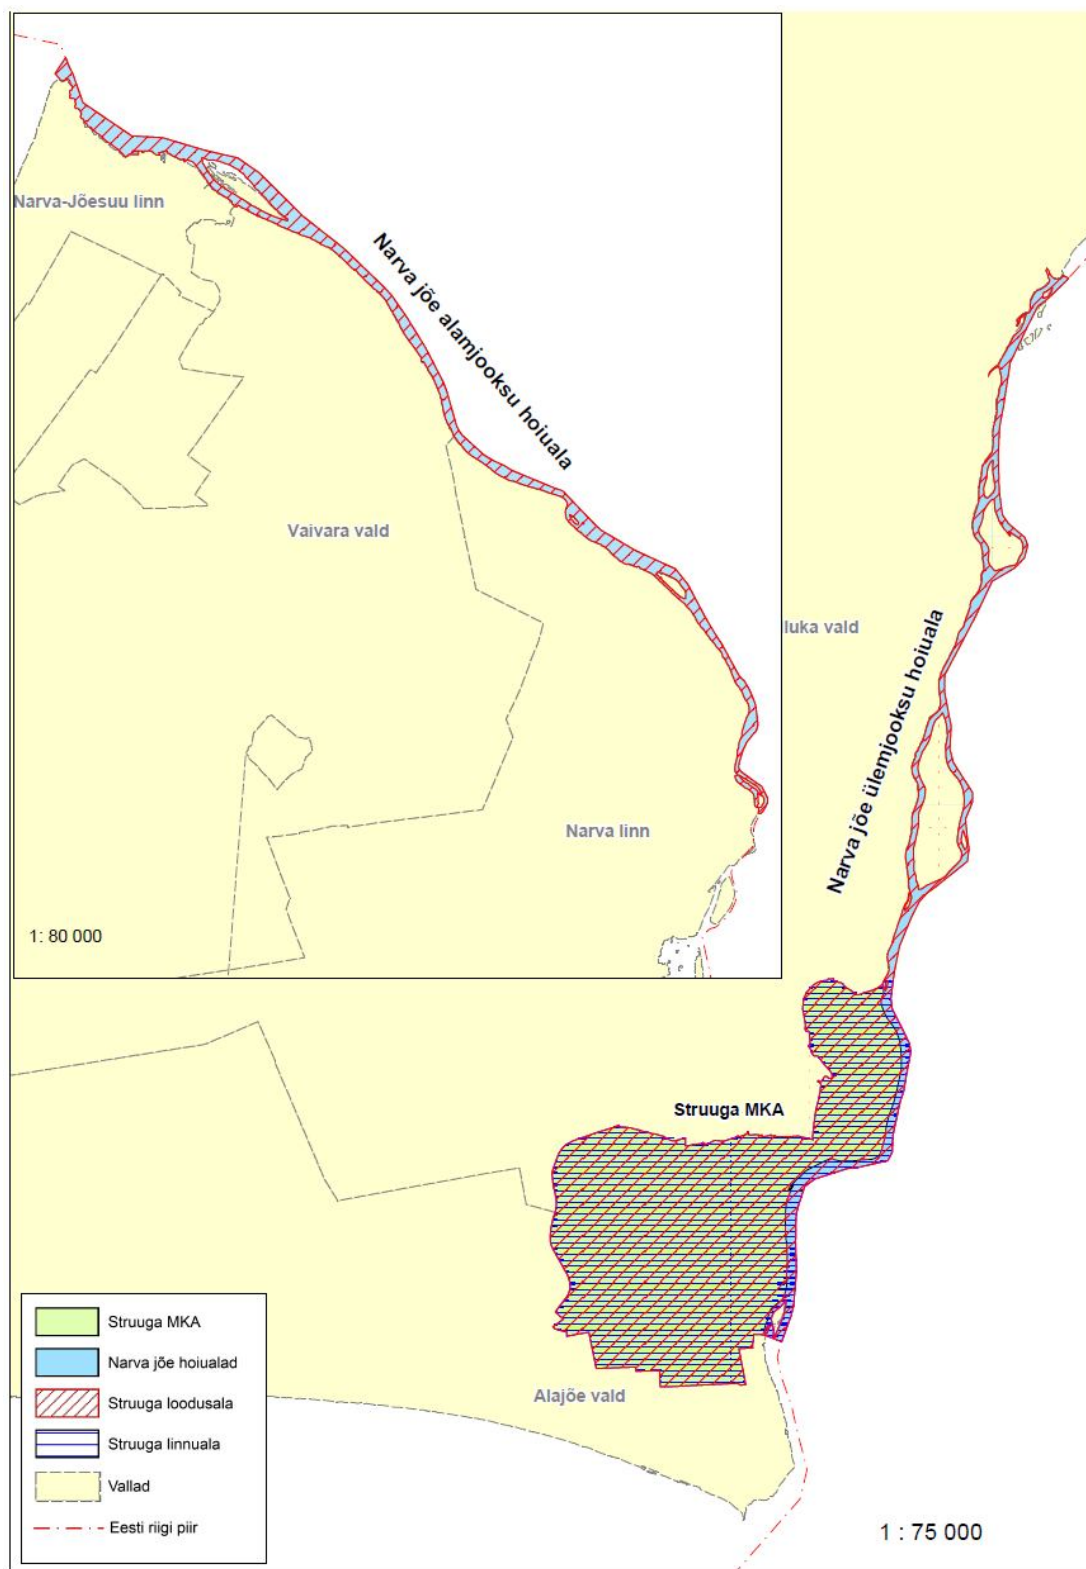 Narva-Jõesuu linn
Narva jõe alamjooksu hoiuala
Vaivara vald
luka vald
Narva jõe ülemjooksu hoiuala
Narva linn
1: 80 000
Struuga MKA
Struuga MKA
Narva jõe hoiualad
Struuga loodusala
Struuga linnuala
Vallad
Eesti riigi piir
Alajõe vald
1 : 75 000